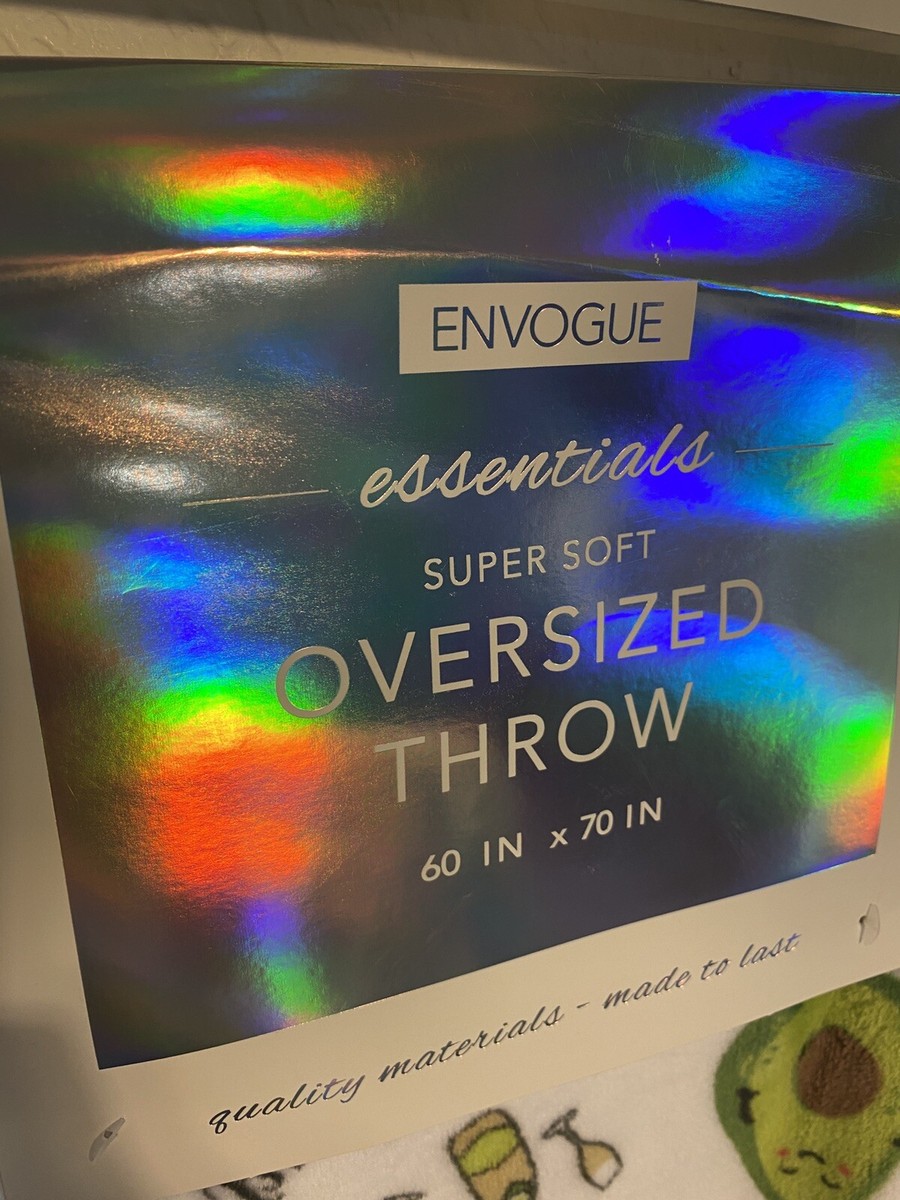 ENVOGUE
essentials
SUPER SOFT
OVERSIZED
THROW
60 IN x 70 IN
quality materials - made to last